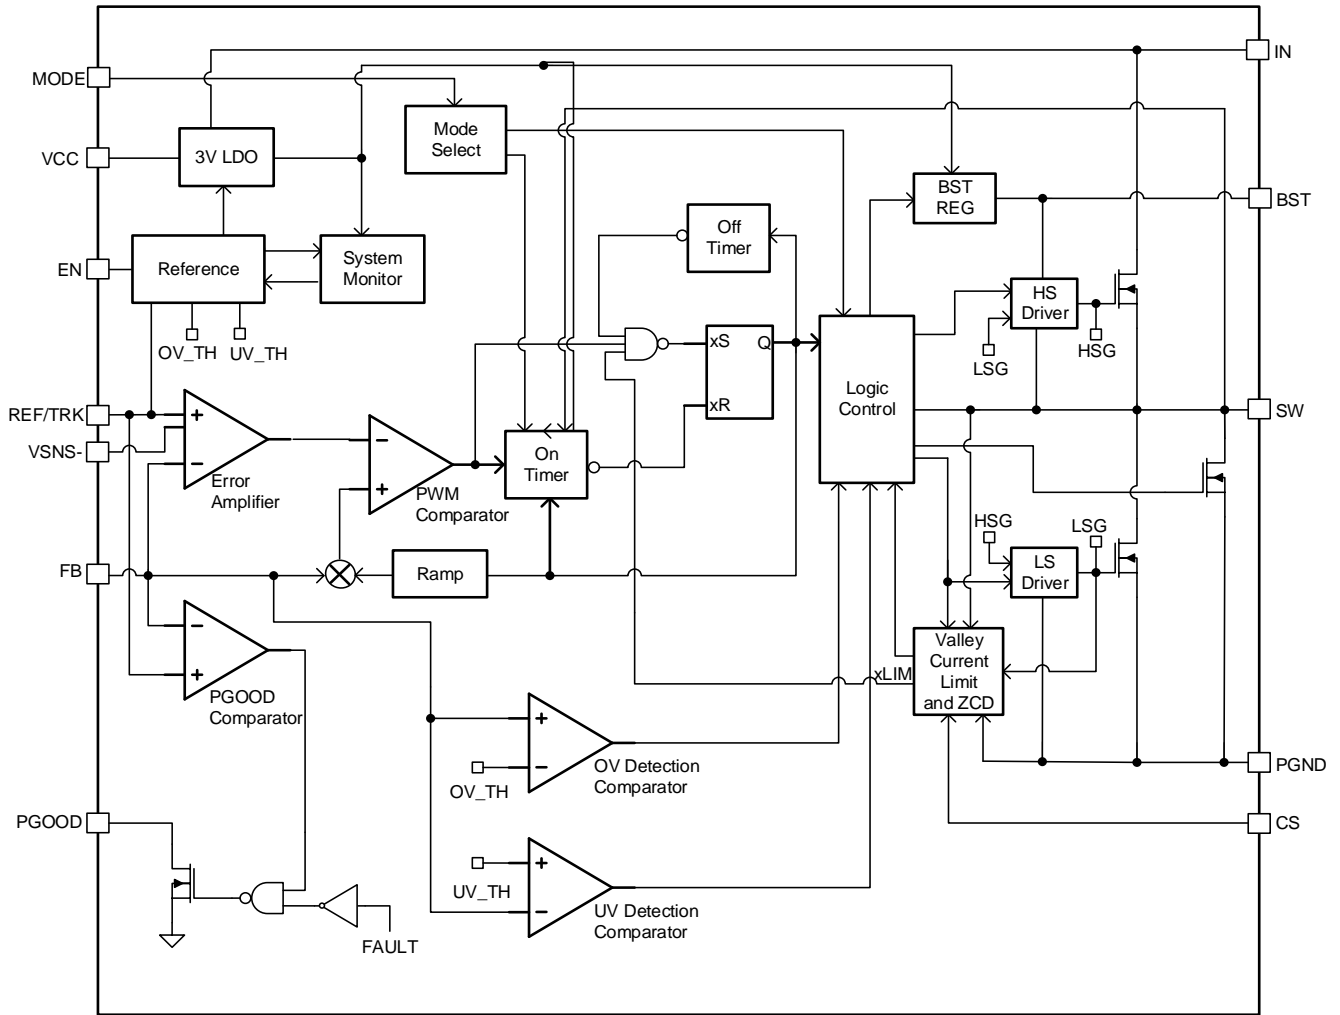 IN
MODE
Mode
Select
VCC
3V LDO
BST
REG
BST
Off
Timer
EN
Reference
System
Monitor
HS
Driver
OV_TH
UV_TH
LSG
HSG
xS
Q
xR
Logic
Control
REF/TRK
VSNS-
+
−
Error
Amplifier
−
+
PWM
Comparator
On
Timer
SW
HSG
LSG
LS
Driver
FB
Ramp
−
+
PGOOD
Comparator
Valley
Current
Limit
and ZCD
xLIM
+
−
OV_TH
OV Detection
Comparator
PGND
PGOOD
CS
+
−
UV_TH
UV Detection
Comparator
FAULT